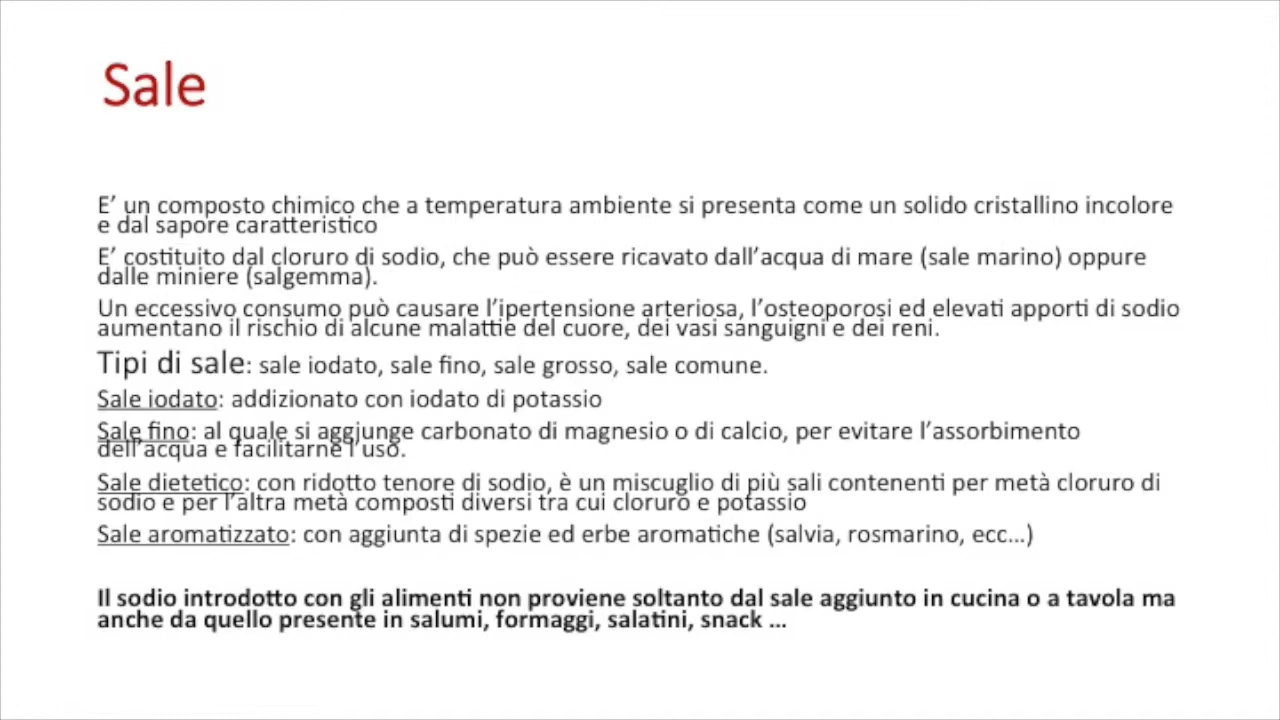 Sale
E’ un composto chimico che a temperatura ambiente si presenta come un solido cristallino incolore
e dal sapore caratteristico
E’ costituito dal cloruro di sodio, che può essere ricavato dall’acqua di mare (sale marino) oppure
dalle miniere (salgemma).
Un eccessivo consumo può causare l’ipertensione arteriosa, l’osteoporosi ed elevati apporti di sodio
aumentano il rischio di alcune malattie del cuore, dei vasi sanguigni e dei reni.
Tipi di sale: sale iodato, sale fino, sale grosso, sale comune.
Sale iodato: addizionato con iodato di potassio
Sale fino: al quale si aggiunge carbonato di magnesio o di calcio, per evitare l’assorbimento
dell’acqua e facilitarne l’uso.
Sale dietetico: con ridotto tenore di sodio, è un miscuglio di più sali contenenti per metà cloruro di
sodio e per l’altra metà composti diversi tra cui cloruro e potassio
Sale aromatizzato: con aggiunta di spezie ed erbe aromatiche (salvia, rosmarino, ecc…)
Il sodio introdotto con gli alimenti non proviene soltanto dal sale aggiunto in cucina o a tavola ma
anche da quello presente in salumi, formaggi, salatini, snack …